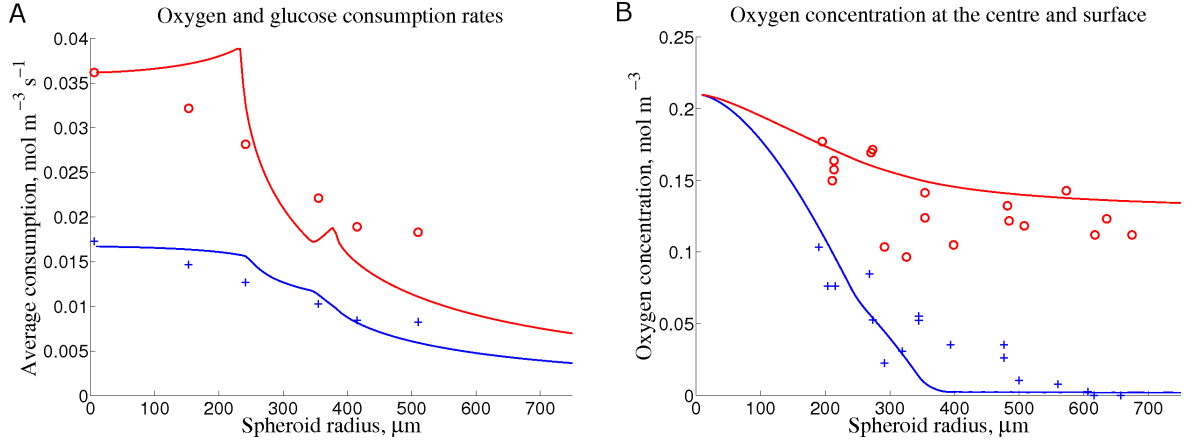 A
Oxygen and glucose consumption rates
Average consumption, mol m⁻³ s⁻¹
0.04
0.035
0.03
0.025
0.02
0.015
0.01
0.005
0
0 100 200 300 400 500 600 700
Spheroid radius, μm
B
Oxygen concentration at the centre and surface
Oxygen concentration, mol m⁻³
0.25
0.2
0.15
0.1
0.05
0
0 100 200 300 400 500 600 700
Spheroid radius, μm